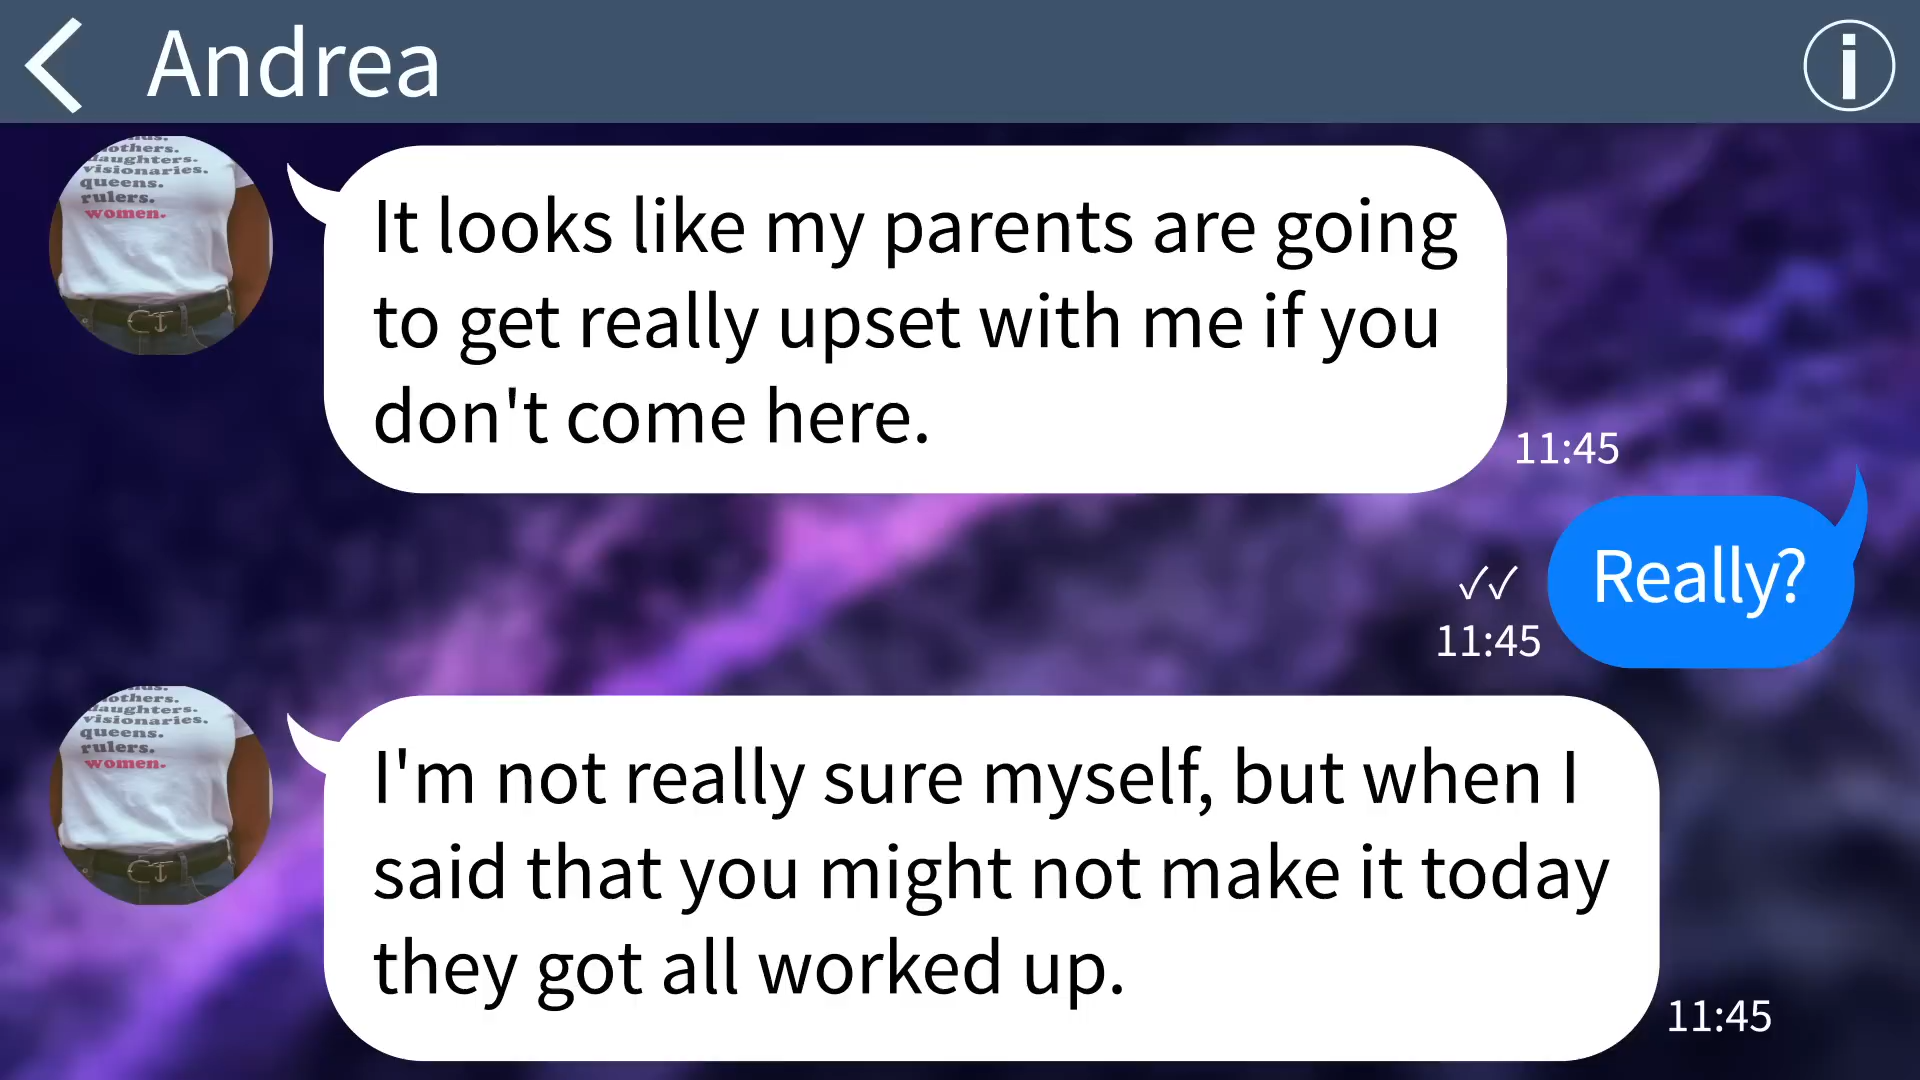 Andrea
i
others.
daughters.
visionaries.
queens.
rulers.
women.
It looks like my parents are going
to get really upset with me if you
don't come here.
11:45
Really?
✓✓
11:45
others.
daughters.
visionaries.
queens.
rulers.
women.
I'm not really sure myself, but when I
said that you might not make it today
they got all worked up.
11:45